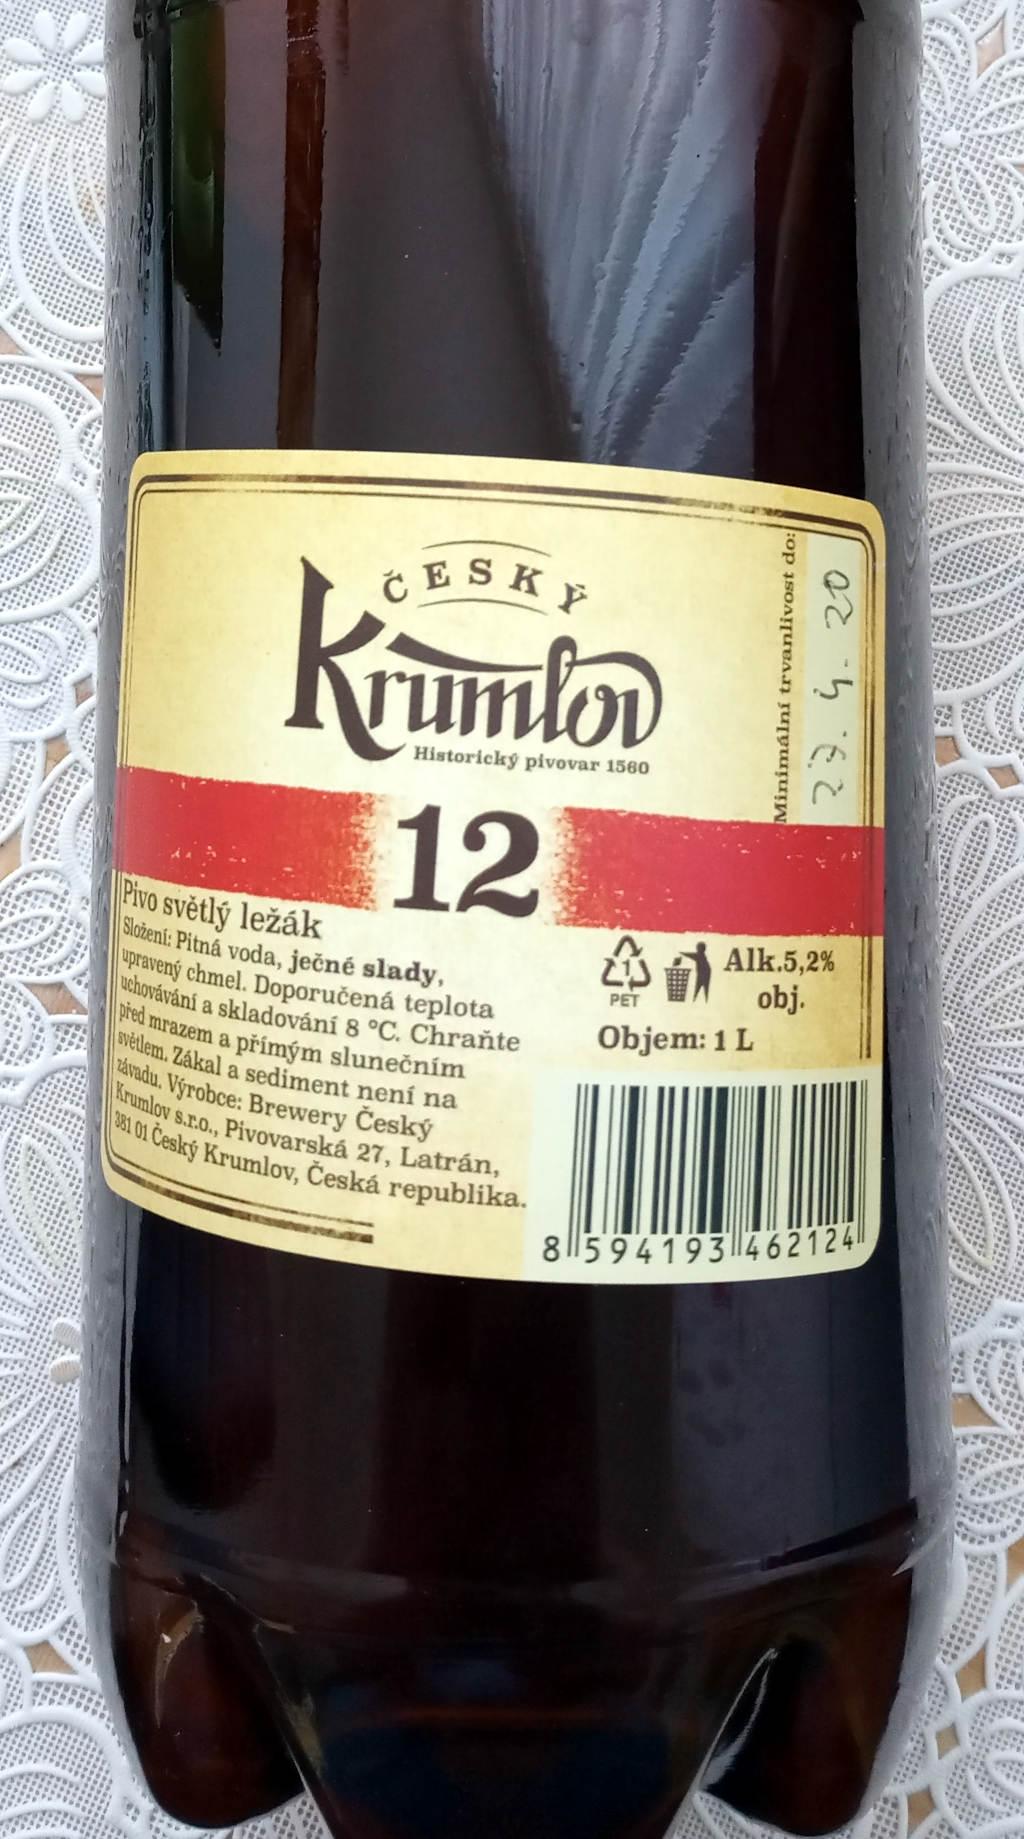 ČESKÝ
Krumlov
Historický pivovar 1560
Minimální trvanlivost do:
27. 4. 20
12
Pivo světlý ležák
Složení: Pitná voda, ječné slady,
upravený chmel. Doporučená teplota
uchovávání a skladování 8 °C. Chraňte
před mrazem a přímým slunečním
světlem. Zákal a sediment není na
závadu. Výrobce: Brewery Český
Krumlov s.r.o., Pivovarská 27, Latrán,
381 01 Český Krumlov, Česká republika.
1
PET
Alk.5,2%
obj.
Objem: 1 L
8 594193 462124